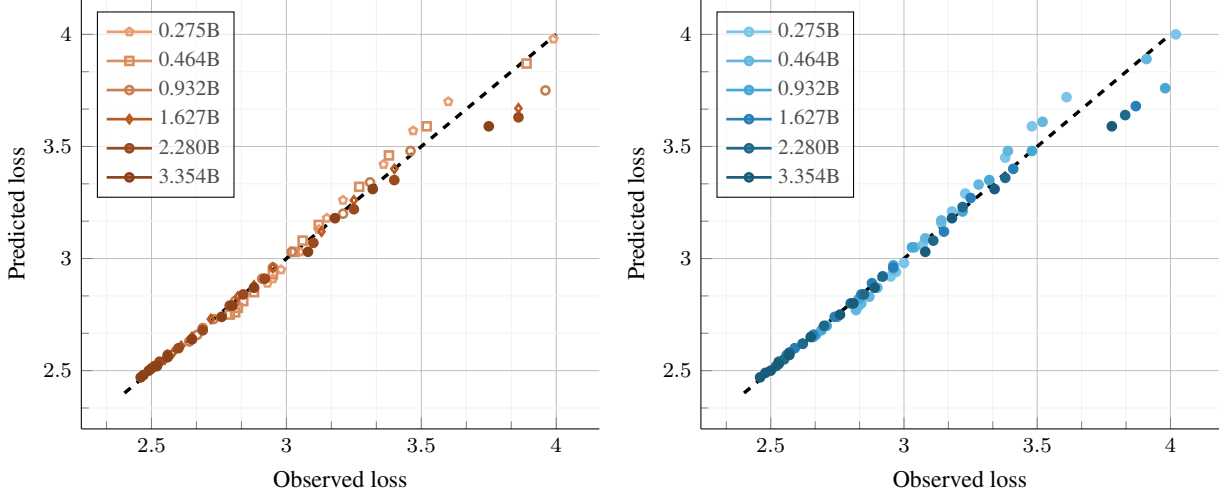 4
3.5
3
2.5
2.5
3
3.5
4
Predicted loss
Observed loss
0.275B
0.464B
0.932B
1.627B
2.280B
3.354B
4
3.5
3
2.5
2.5
3
3.5
4
Predicted loss
Observed loss
0.275B
0.464B
0.932B
1.627B
2.280B
3.354B